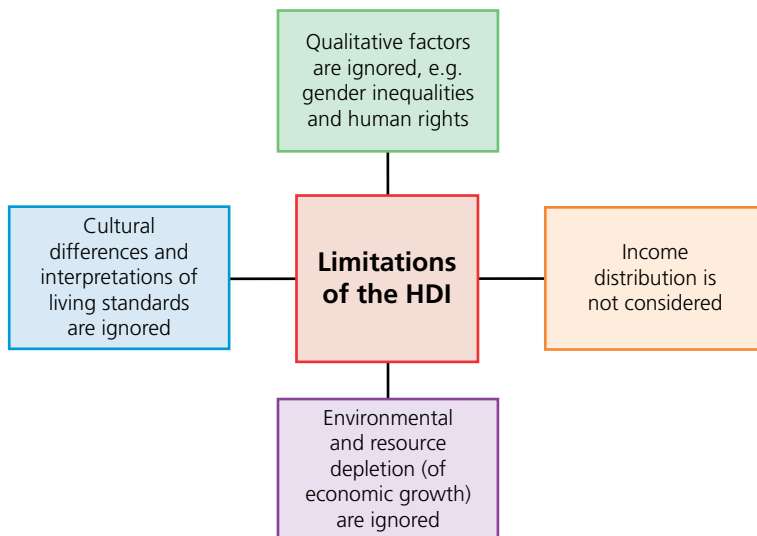 Qualitative factors
are ignored, e.g.
gender inequalities
and human rights
Cultural
differences and
interpretations of
living standards
are ignored
Limitations
of the HDI
Income
distribution is
not considered
Environmental
and resource
depletion (of
economic growth)
are ignored